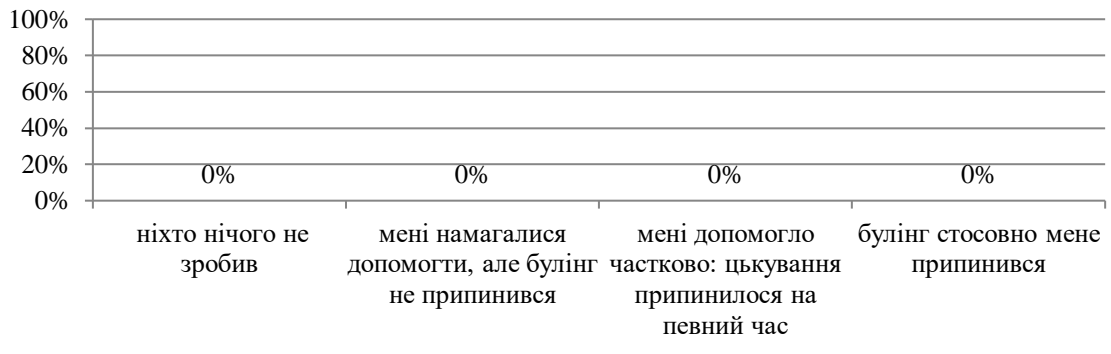 100%
80%
60%
40%
20%
0%
0%
0%
0%
0%
ніхто нічого не
зробив
мені намагалися
допомогти, але булінг
не припинився
мені допомогло
частково: цькування
припинилося на
певний час
булінг стосовно мене
припинився